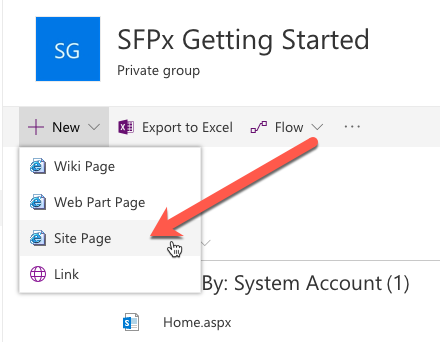 SG
SFPx Getting Started
Private group
New
Export to Excel
Flow
Wiki Page
Web Part Page
Site Page
Link
By: System Account (1)
Home.aspx